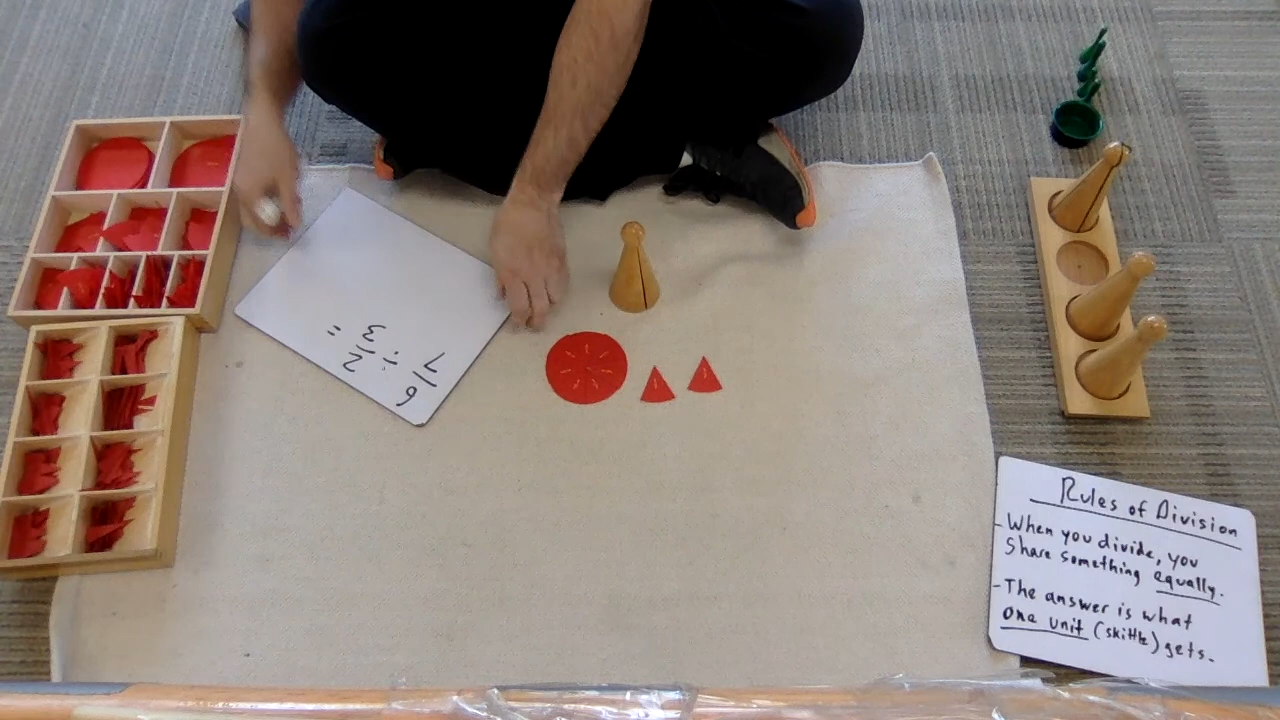 6/7 ÷ 2/3 =
Rules of Division
- When you divide, you
share something equally.
- The answer is what
one unit (skittle) gets.